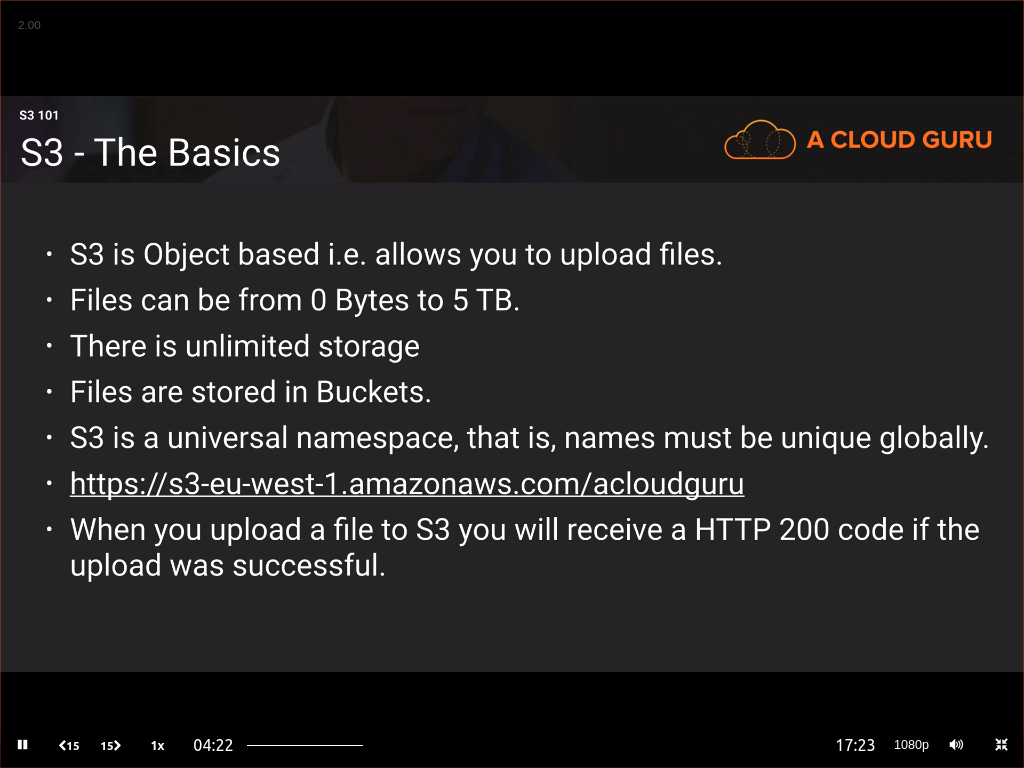 2.00
S3 101
S3 - The Basics
A CLOUD GURU
• S3 is Object based i.e. allows you to upload files.
• Files can be from 0 Bytes to 5 TB.
• There is unlimited storage
• Files are stored in Buckets.
• S3 is a universal namespace, that is, names must be unique globally.
• https://s3-eu-west-1.amazonaws.com/acloudguru
• When you upload a file to S3 you will receive a HTTP 200 code if the
upload was successful.
15 15 1x 04:22 17:23 1080p